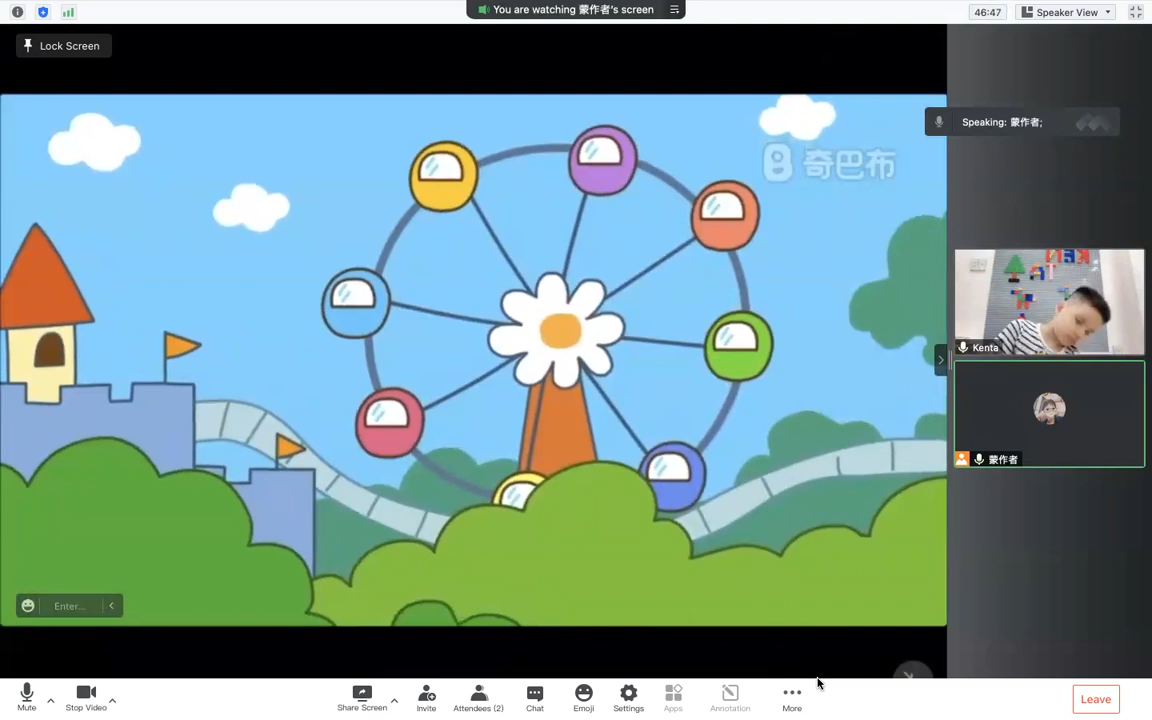 You are watching 蒙作者's screen
46:47
Speaker View
Lock Screen
奇巴布
Speaking: 蒙作者;
Kenta
蒙作者
Enter...
Mute
Stop Video
Share Screen
Invite
Attendees (2)
Chat
Emoji
Settings
Apps
Annotation
More
Leave